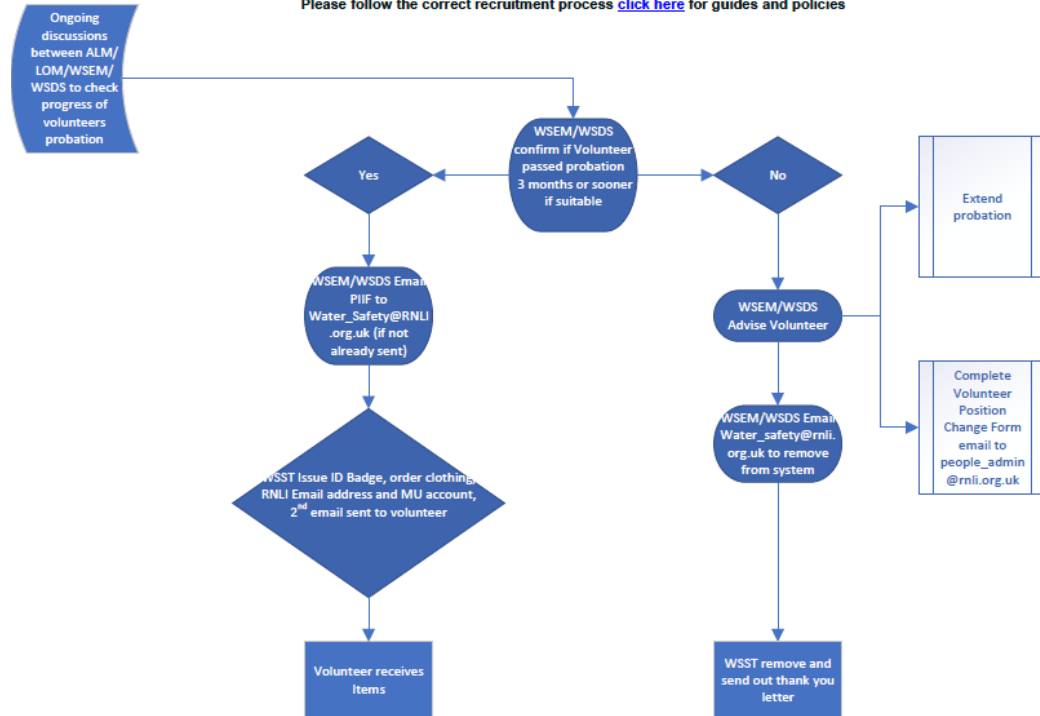 Please follow the correct recruitment process click here for guides and policies
Ongoing
discussions
between ALM/
LOM/WSEM/
WSDS to check
progress of
volunteers
probation
WSEM/WSDS
confirm if Volunteer
passed probation
3 months or sooner
if suitable
Yes
No
Extend
probation
WSEM/WSDS Email
PIIF to
Water_Safety@RNLI
.org.uk (if not
already sent)
WSEM/WSDS
Advise Volunteer
Complete
Volunteer
Position
Change Form
email to
people_admin
@rnli.org.uk
WSEM/WSDS Email
Water_safety@rnli.
org.uk to remove
from system
WSST Issue ID Badge, order clothing,
RNLI Email address and MU account,
2nd email sent to volunteer
Volunteer receives
Items
WSST remove and
send out thank you
letter